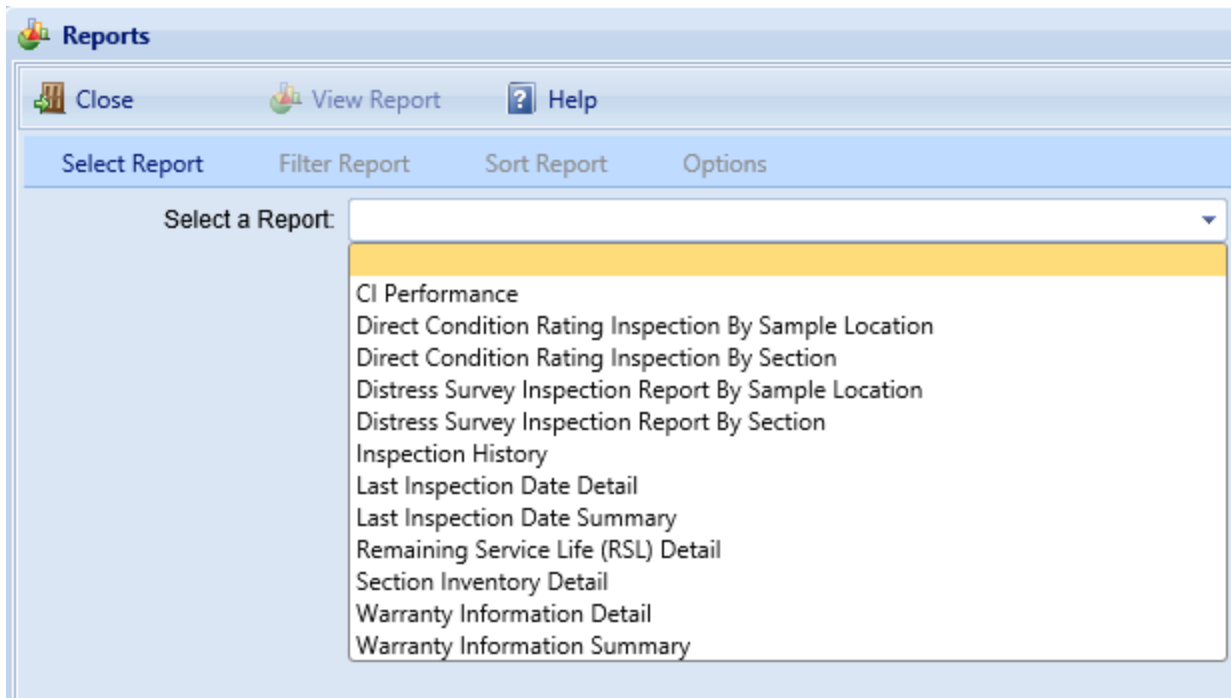 Reports
Close View Report Help
Select Report Filter Report Sort Report Options
Select a Report:
CI Performance
Direct Condition Rating Inspection By Sample Location
Direct Condition Rating Inspection By Section
Distress Survey Inspection Report By Sample Location
Distress Survey Inspection Report By Section
Inspection History
Last Inspection Date Detail
Last Inspection Date Summary
Remaining Service Life (RSL) Detail
Section Inventory Detail
Warranty Information Detail
Warranty Information Summary